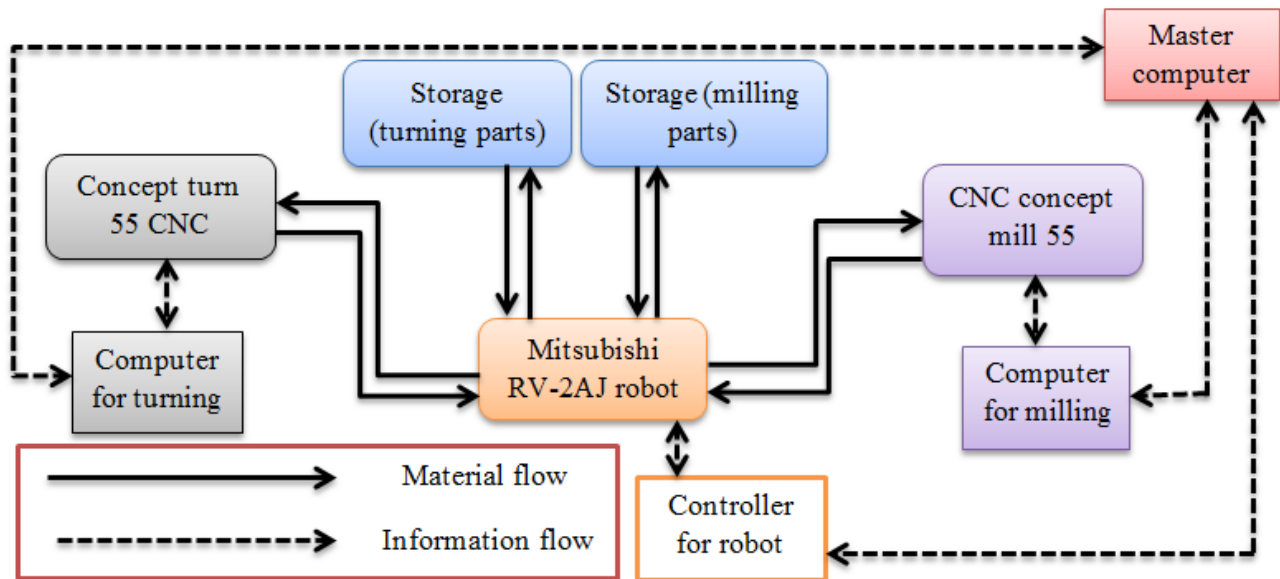 Master
computer
Storage
(turning parts)
Storage (milling
parts)
Concept turn
55 CNC
CNC concept
mill 55
Computer
for turning
Mitsubishi
RV-2AJ robot
Computer
for milling
Material flow
Information flow
Controller
for robot